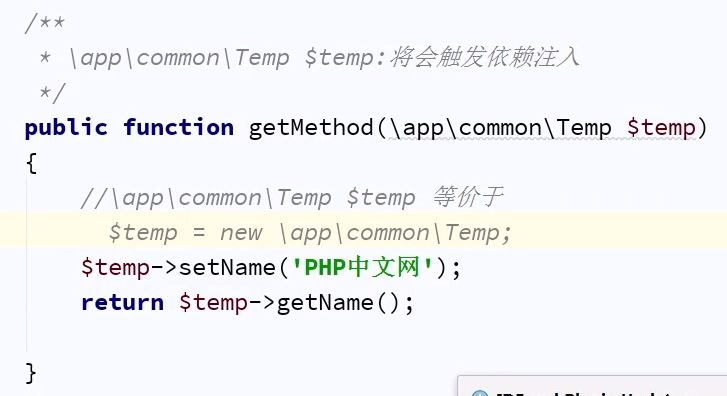 /**
 * \app\common\Temp $temp:将会触发依赖注入
 */
public function getMethod(\app\common\Temp $temp)
{
    //\app\common\Temp $temp 等价于
      $temp = new \app\common\Temp;
    $temp->setName('PHP中文网');
    return $temp->getName();
}